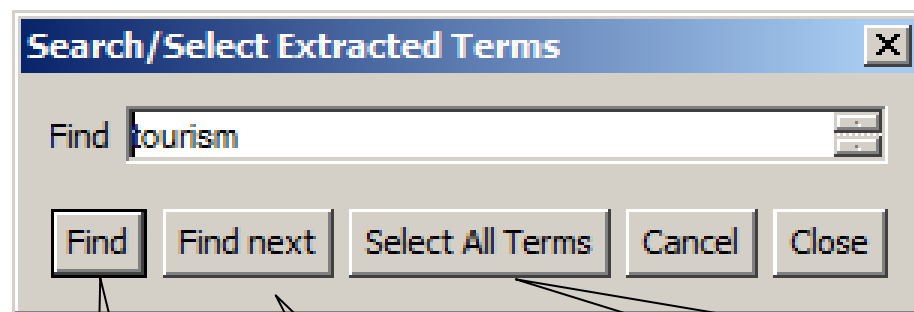 Search/Select Extracted Terms
Find tourism
Find Find next Select All Terms Cancel Close